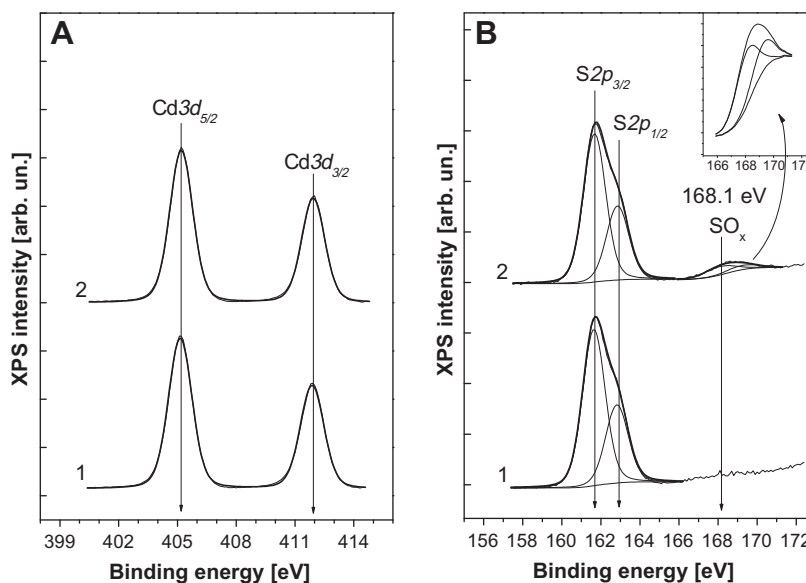 A
Cd3d5/2
Cd3d3/2
2
1
XPS intensity [arb. un.]
399 402 405 408 411 414
Binding energy [eV]
B
S2p3/2
S2p1/2
166 168 170 17
168.1 eV
SOx
2
1
XPS intensity [arb. un.]
156 158 160 162 164 166 168 170 172
Binding energy [eV]